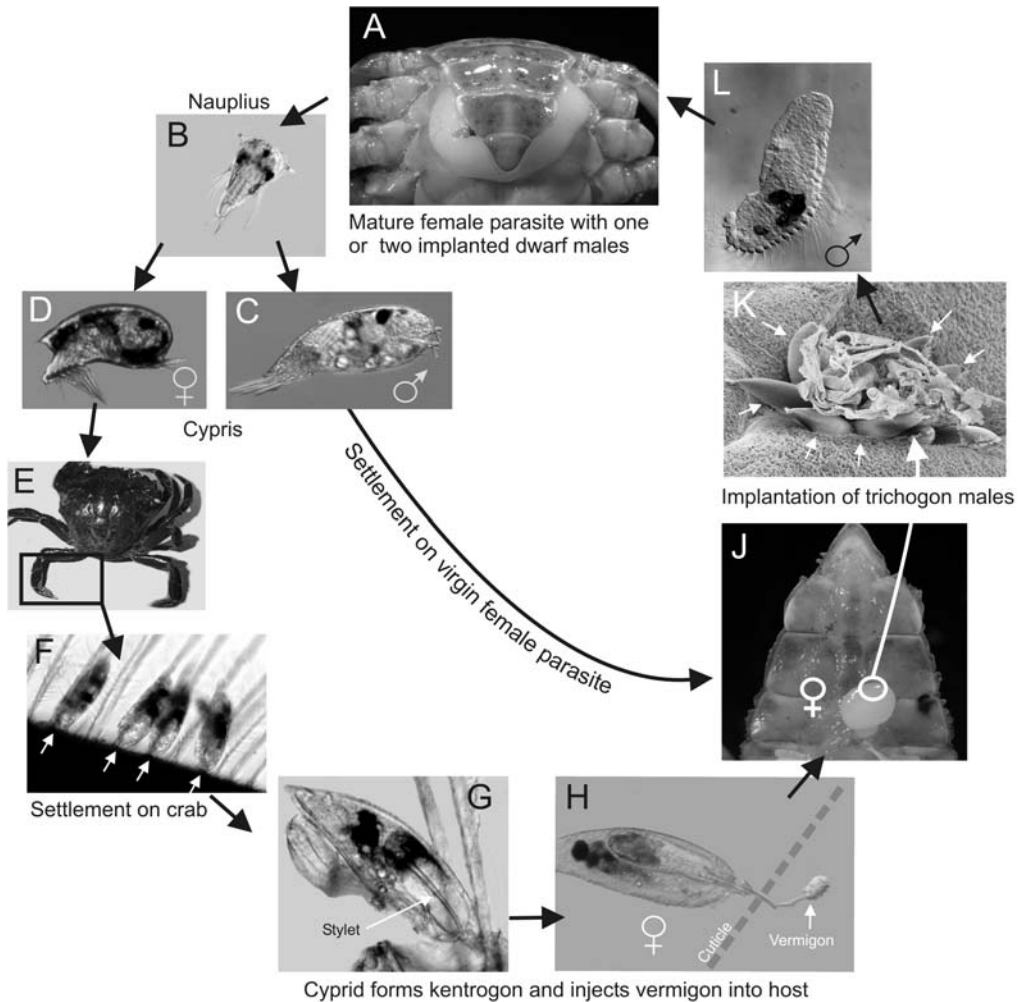 A
Mature female parasite with one
or two implanted dwarf males
Nauplius
B
D
♀
C
♂
Cypris
E
F
Settlement on crab
G
Stylet
H
♀
Cuticle
Vermigon
Cyprid forms kentrogon and injects vermigon into host
Settlement on virgin female parasite
J
♀
K
Implantation of trichogon males
L
♂